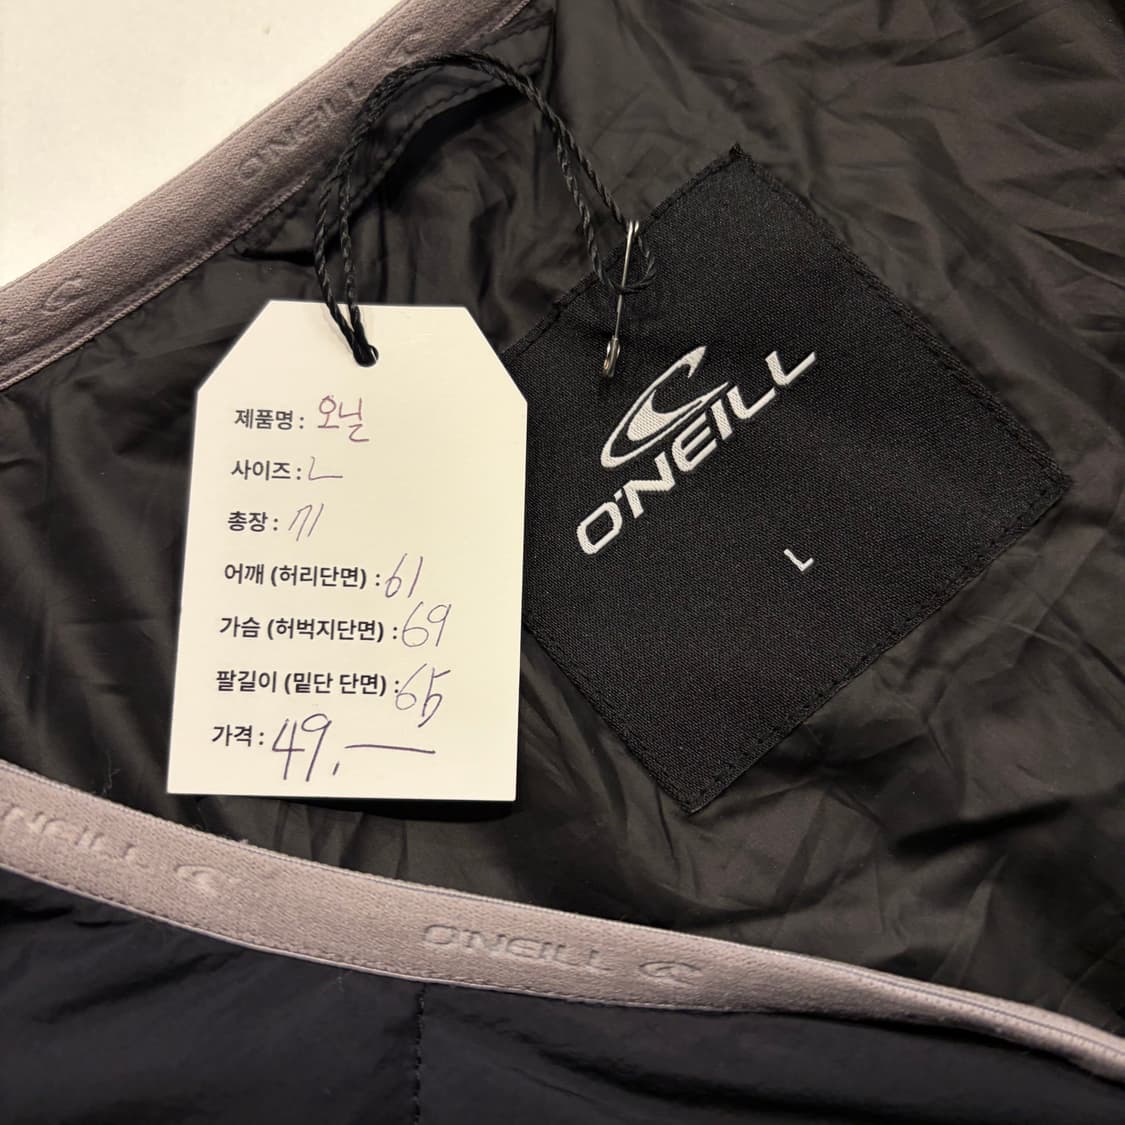 O'NEILL
제품명: 오닐
사이즈: L
총장: 71
어깨 (허리단면) : 61
가슴 (허벅지단면) : 69
팔길이 (밑단 단면) : 65
가격: 49,—
O'NEILL
L
NEILL
O'NEILL